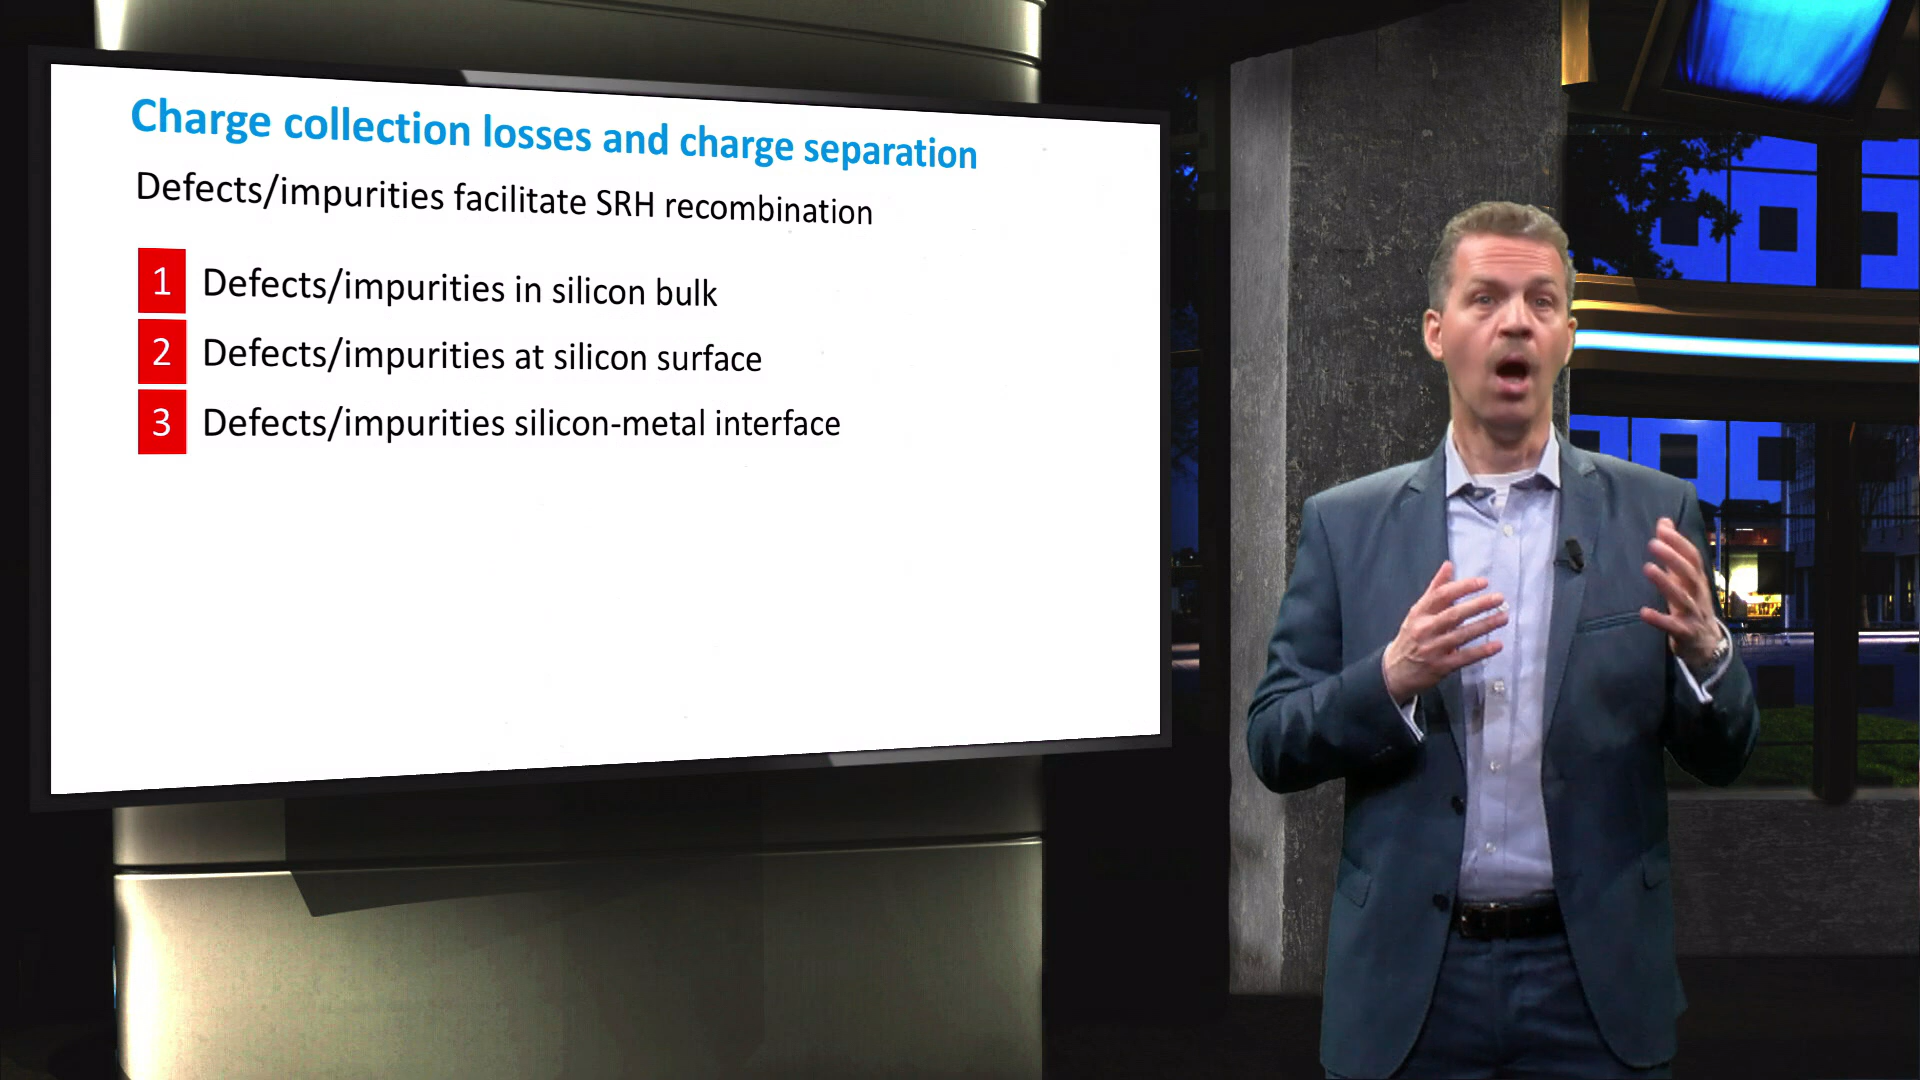 Charge collection losses and charge separation
Defects/impurities facilitate SRH recombination
1 Defects/impurities in silicon bulk
2 Defects/impurities at silicon surface
3 Defects/impurities silicon-metal interface